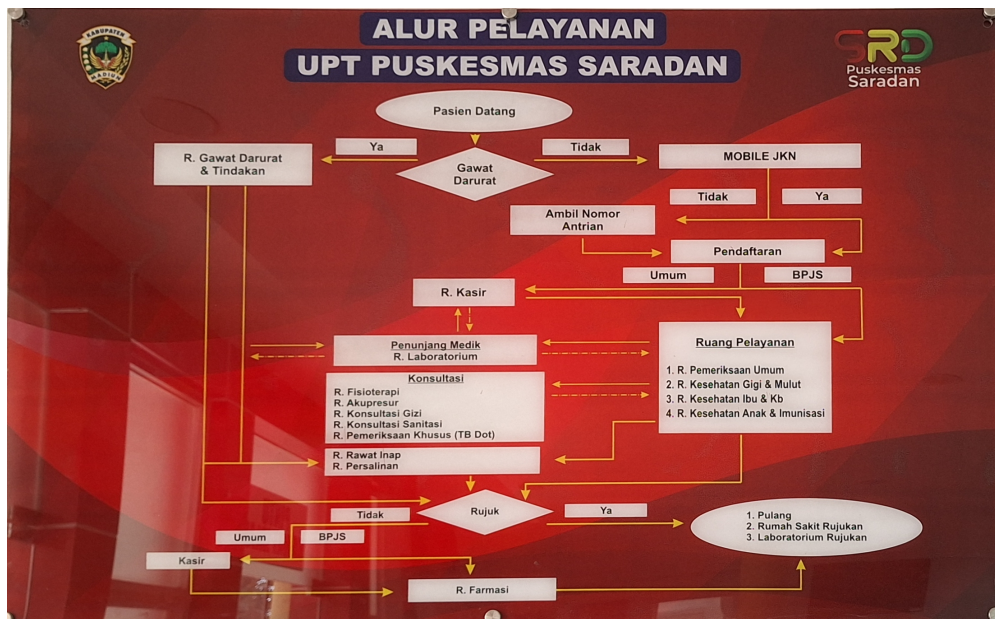 ALUR PELAYANAN
UPT PUSKESMAS SARADAN
KABUPATEN
MADIUN
SRD
Puskesmas
Saradan
Pasien Datang
Ya
Tidak
R. Gawat Darurat
& Tindakan
Gawat
Darurat
MOBILE JKN
Tidak
Ya
Ambil Nomor
Antrian
Pendaftaran
Umum
BPJS
R. Kasir
Penunjang Medik
R. Laboratorium
Ruang Pelayanan
1. R. Pemeriksaan Umum
2. R. Kesehatan Gigi & Mulut
3. R. Kesehatan Ibu & Kb
4. R. Kesehatan Anak & Imunisasi
Konsultasi
R. Fisioterapi
R. Akupresur
R. Konsultasi Gizi
R. Konsultasi Sanitasi
R. Pemeriksaan Khusus (TB Dot)
R. Rawat Inap
R. Persalinan
Rujuk
Tidak
Ya
Umum
BPJS
1. Pulang
2. Rumah Sakit Rujukan
3. Laboratorium Rujukan
Kasir
R. Farmasi